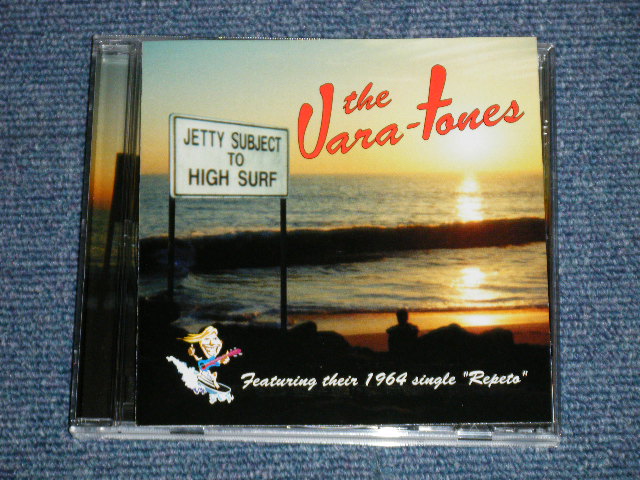 the
Vara-tones
JETTY SUBJECT
TO
HIGH SURF
Featuring their 1964 single "Repeto"